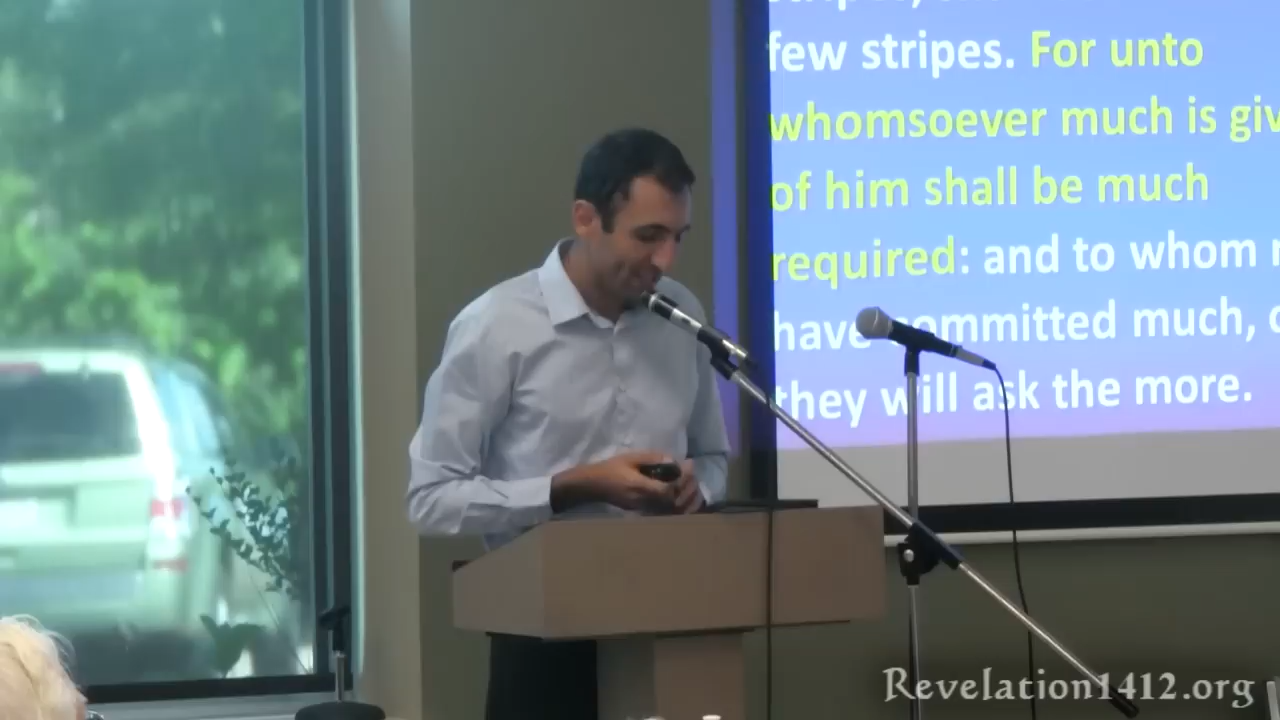 few stripes. For unto
whomsoever much is giv
of him shall be much
required: and to whom
have committed much,
they will ask the more.
Revelation1412.org